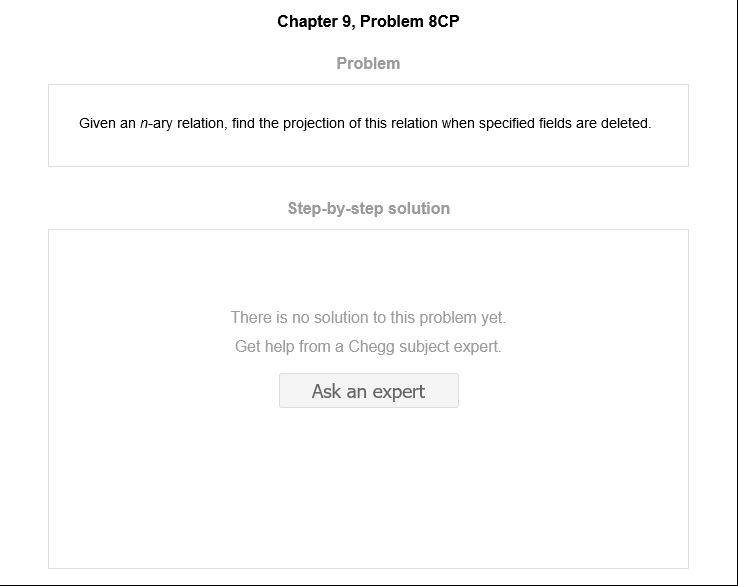 Chapter 9, Problem 8CP
Problem
Given an n-ary relation, find the projection of this relation when specified fields are deleted.
Step-by-step solution
There is no solution to this problem yet.
Get help from a Chegg subject expert.
Ask an expert